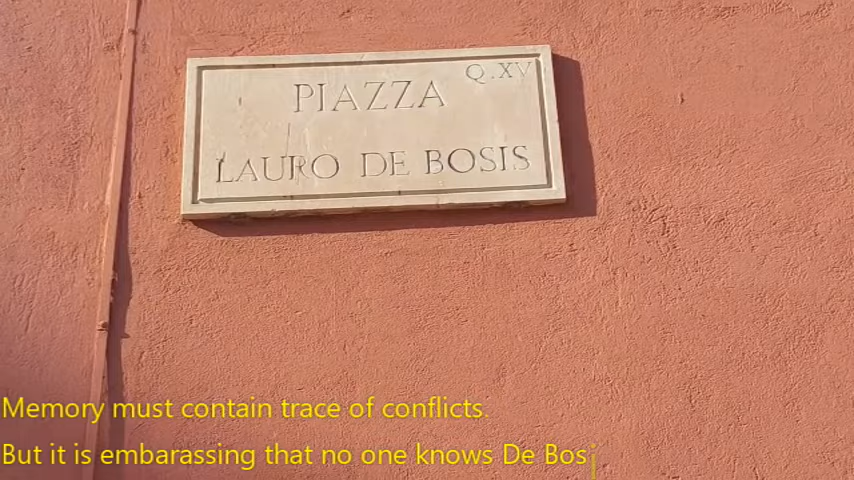 Q.XV
PIAZZA
LAURO DE BOSIS
Memory must contain trace of conflicts.
But it is embarassing that no one knows De Bosi